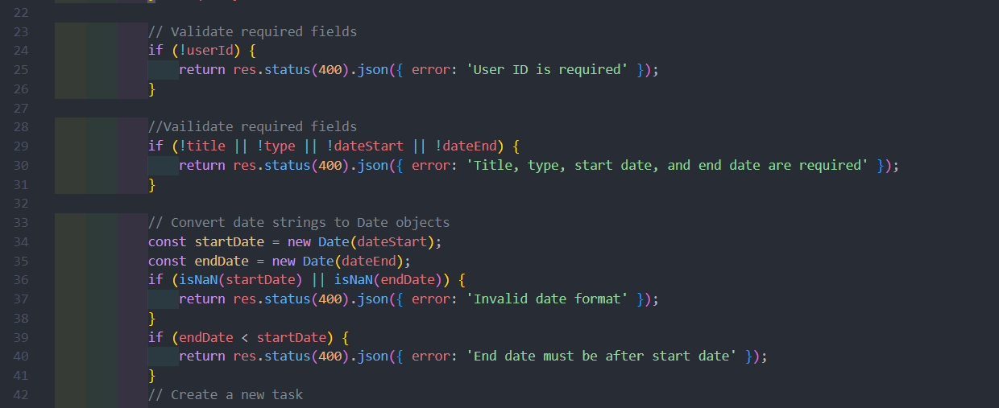 22
23 // Validate required fields
24 if (!userId) {
25 return res.status(400).json({ error: 'User ID is required' });
26 }
27
28 //Vailidate required fields
29 if (!title || !type || !dateStart || !dateEnd) {
30 return res.status(400).json({ error: 'Title, type, start date, and end date are required' });
31 }
32
33 // Convert date strings to Date objects
34 const startDate = new Date(dateStart);
35 const endDate = new Date(dateEnd);
36 if (isNaN(startDate) || isNaN(endDate)) {
37 return res.status(400).json({ error: 'Invalid date format' });
38 }
39 if (endDate < startDate) {
40 return res.status(400).json({ error: 'End date must be after start date' });
41 }
42 // Create a new task